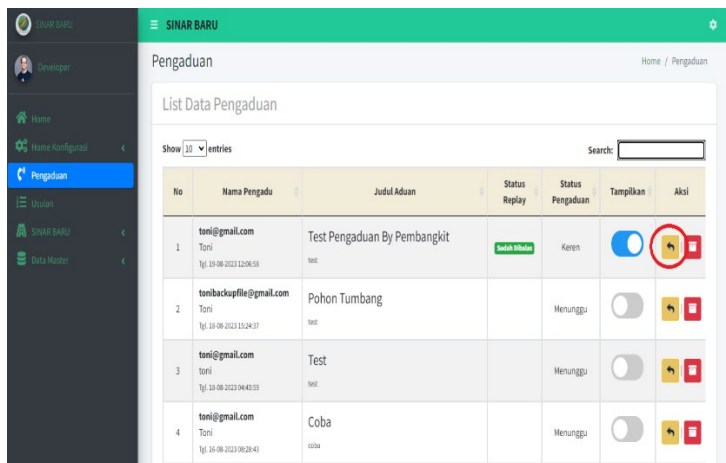 SINAR BARU
SINAR BARU
Developer
Pengaduan
Home / Pengaduan
Home
Home Konfigurasi
Pengaduan
Usulan
SINAR BARU
Data Master
List Data Pengaduan
Show 10 entries
Search:
No Nama Pengadu Judul Aduan Status Replay Status Pengaduan Tampilkan Aksi
1
toni@gmail.com
Toni
Tgl. 19-08-2023 12:06:58
Test Pengaduan By Pembangkit
test
Sudah Dibalas
Keren
2
tonibackupfile@gmail.com
Toni
Tgl. 18-08-2023 15:24:37
Pohon Tumbang
test
Menunggu
3
toni@gmail.com
toni
Tgl. 18-08-2023 04:43:59
Test
test
Menunggu
4
toni@gmail.com
Toni
Tgl. 16-08-2023 08:28:43
Coba
coba
Menunggu